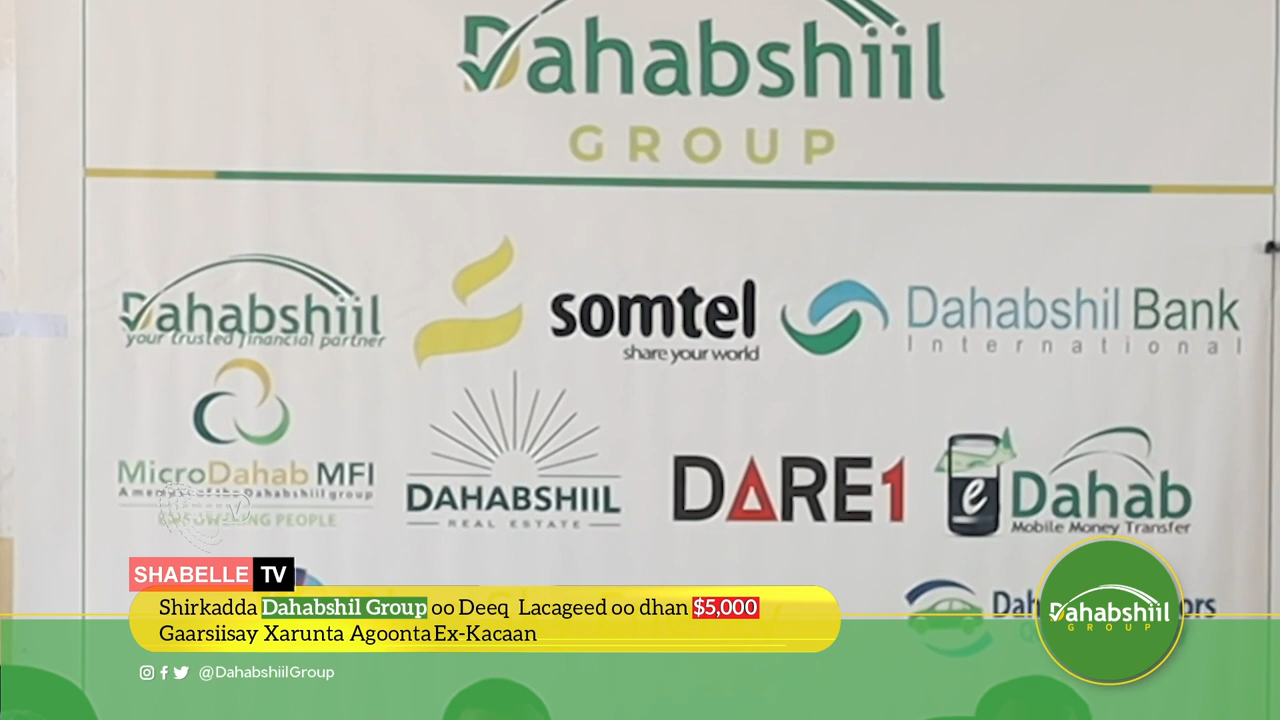 Dahabshiil
GROUP
Dahabshiil
your trusted financial partner
somtel
share your world
Dahabshil Bank
International
MicroDahab MFI
EMPOWERING PEOPLE
DAHABSHIIL
REAL ESTATE
DARE1
e Dahab
Mobile Money Transfer
SHABELLE TV
Shirkadda Dahabshil Group oo Deeq Lacageed oo dhan $5,000
Gaarsiisay Xarunta Agoonta Ex-Kacaan
Dahabshiil
GROUP
@DahabshiilGroup